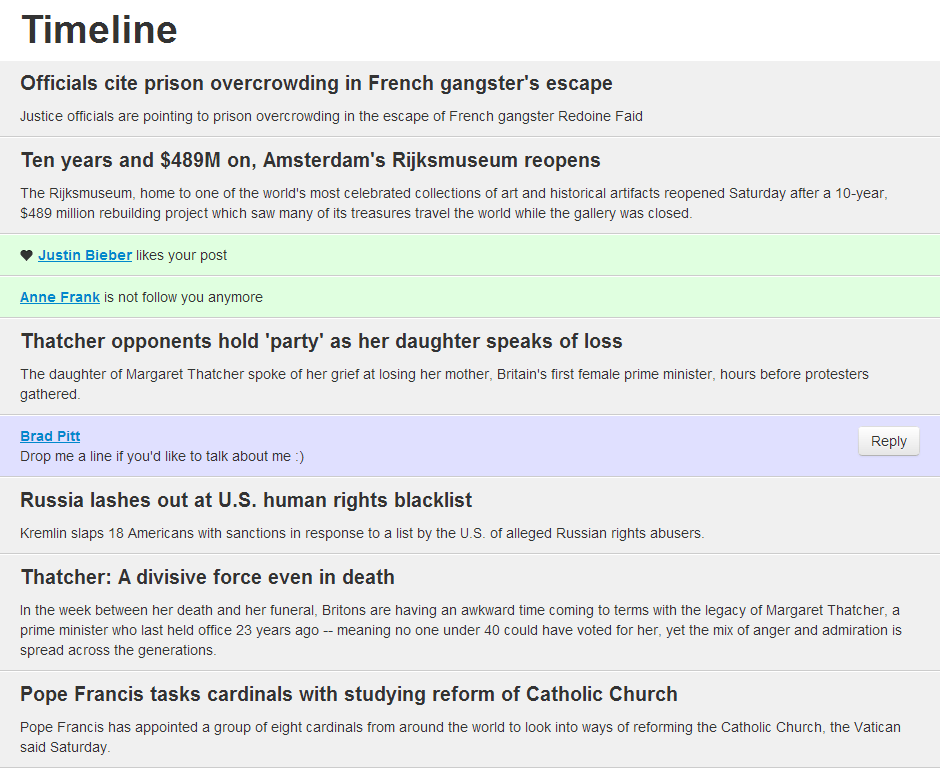 Timeline
Officials cite prison overcrowding in French gangster's escape
Justice officials are pointing to prison overcrowding in the escape of French gangster Redoine Faid
Ten years and $489M on, Amsterdam's Rijksmuseum reopens
The Rijksmuseum, home to one of the world's most celebrated collections of art and historical artifacts reopened Saturday after a 10-year,
$489 million rebuilding project which saw many of its treasures travel the world while the gallery was closed.
Justin Bieber likes your post
Anne Frank is not follow you anymore
Thatcher opponents hold 'party' as her daughter speaks of loss
The daughter of Margaret Thatcher spoke of her grief at losing her mother, Britain's first female prime minister, hours before protesters
gathered.
Brad Pitt
Drop me a line if you'd like to talk about me :)
Reply
Russia lashes out at U.S. human rights blacklist
Kremlin slaps 18 Americans with sanctions in response to a list by the U.S. of alleged Russian rights abusers.
Thatcher: A divisive force even in death
In the week between her death and her funeral, Britons are having an awkward time coming to terms with the legacy of Margaret Thatcher, a
prime minister who last held office 23 years ago -- meaning no one under 40 could have voted for her, yet the mix of anger and admiration is
spread across the generations.
Pope Francis tasks cardinals with studying reform of Catholic Church
Pope Francis has appointed a group of eight cardinals from around the world to look into ways of reforming the Catholic Church, the Vatican
said Saturday.